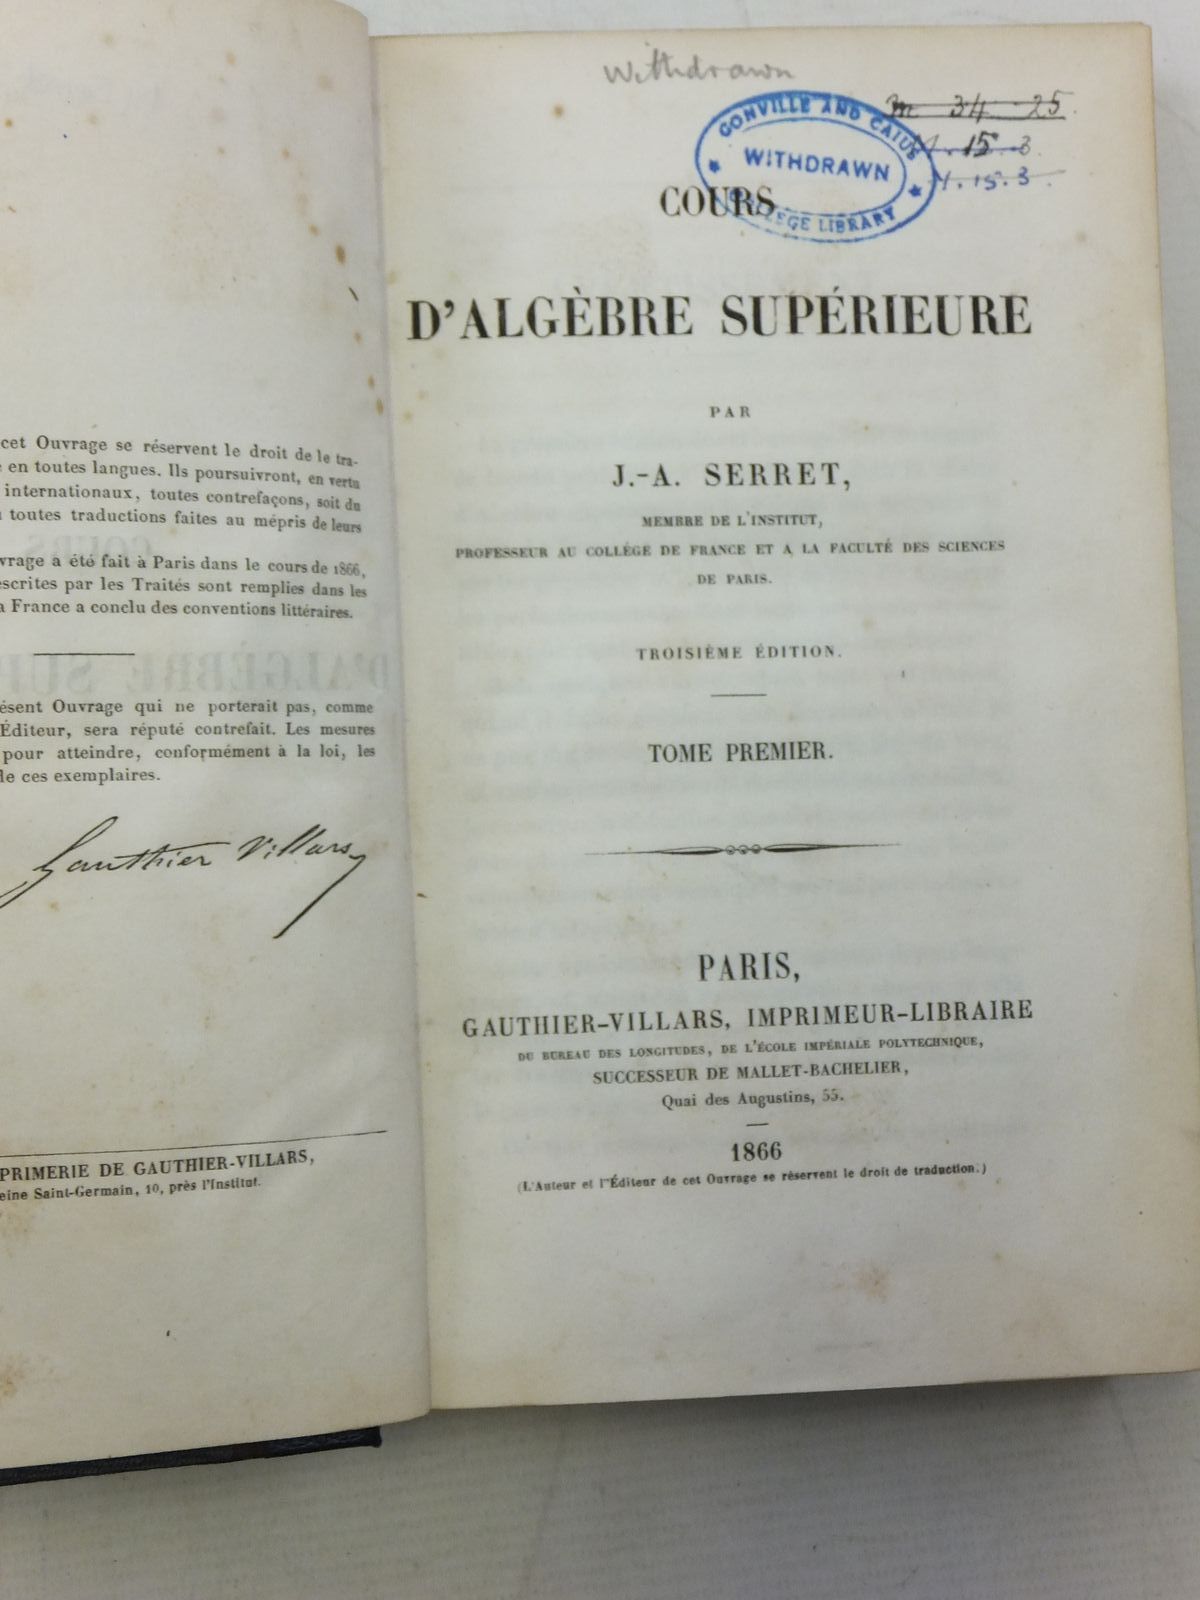 cet Ouvrage se réservent le droit de le tra-
en toutes langues. Ils poursuivront, en vertu
internationaux, toutes contrefaçons, soit du
toutes traductions faites au mépris de leurs
vrage a été fait à Paris dans le cours de 1866,
escrites par les Traités sont remplies dans les
a France a conclu des conventions littéraires.
ésent Ouvrage qui ne porterait pas, comme
Éditeur, sera réputé contrefait. Les mesures
pour atteindre, conformément à la loi, les
de ces exemplaires.
Gauthier Villars
PRIMERIE DE GAUTHIER-VILLARS,
eine Saint-Germain, 10, près l'Institut.
Withdrawn
GONVILLE AND CAIUS
WITHDRAWN
COLLEGE LIBRARY
m 34 25
15.3
15.3
COURS
D'ALGÈBRE SUPÉRIEURE
PAR
J.-A. SERRET,
MEMBRE DE L'INSTITUT,
PROFESSEUR AU COLLÉGE DE FRANCE ET A LA FACULTÉ DES SCIENCES
DE PARIS.
TROISIÈME ÉDITION.
TOME PREMIER.
PARIS,
GAUTHIER-VILLARS, IMPRIMEUR-LIBRAIRE
DU BUREAU DES LONGITUDES, DE L'ÉCOLE IMPÉRIALE POLYTECHNIQUE,
SUCCESSEUR DE MALLET-BACHELIER,
Quai des Augustins, 55.
1866
(L'Auteur et l'Éditeur de cet Ouvrage se réservent le droit de traduction.)